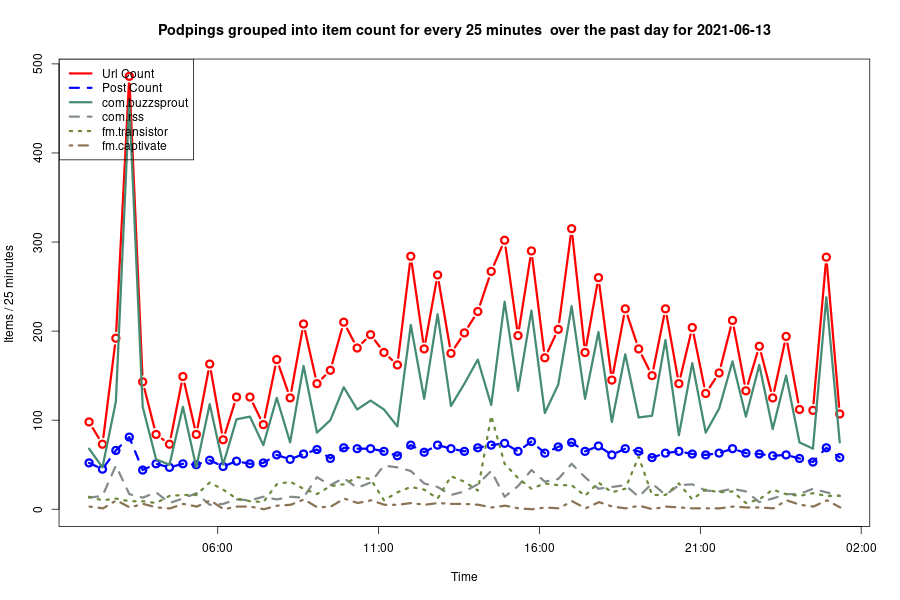 Podpings grouped into item count for every 25 minutes  over the past day for 2021-06-13
Items / 25 minutes
500
400
300
200
100
0
Url Count
Post Count
com.buzzsprout
com.rss
fm.transistor
fm.captivate
06:00
11:00
16:00
21:00
02:00
Time